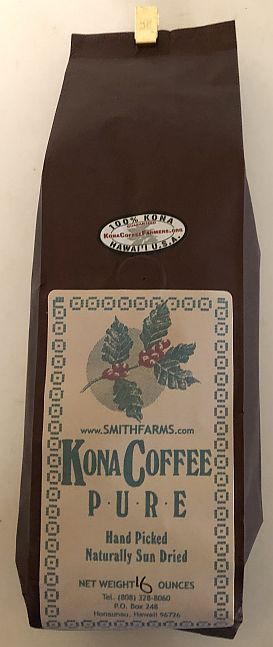 100% KONA
GUARANTEED
KONACOFFEEFARMERS.ORG
HAWAI'I U.S.A.
www.SMITHFARMS.com
KONA COFFEE
P·U·R·E
Hand Picked
Naturally Sun Dried
NET WEIGHT 16 OUNCES
Tel. (808) 328-8060
P.O. Box 248
Honaunau, Hawaii 96726